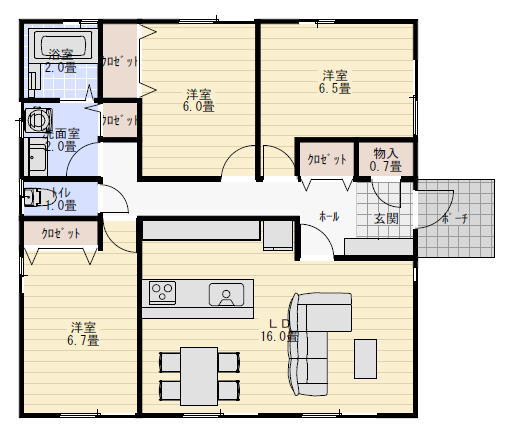 浴室
2.0畳
クロゼット
洋室
6.0畳
洋室
6.5畳
洗面室
2.0畳
クロゼット
クロゼット
物入
0.7畳
トイレ
1.0畳
ホール
玄関
ポーチ
クロゼット
洋室
6.7畳
LD
16.0畳